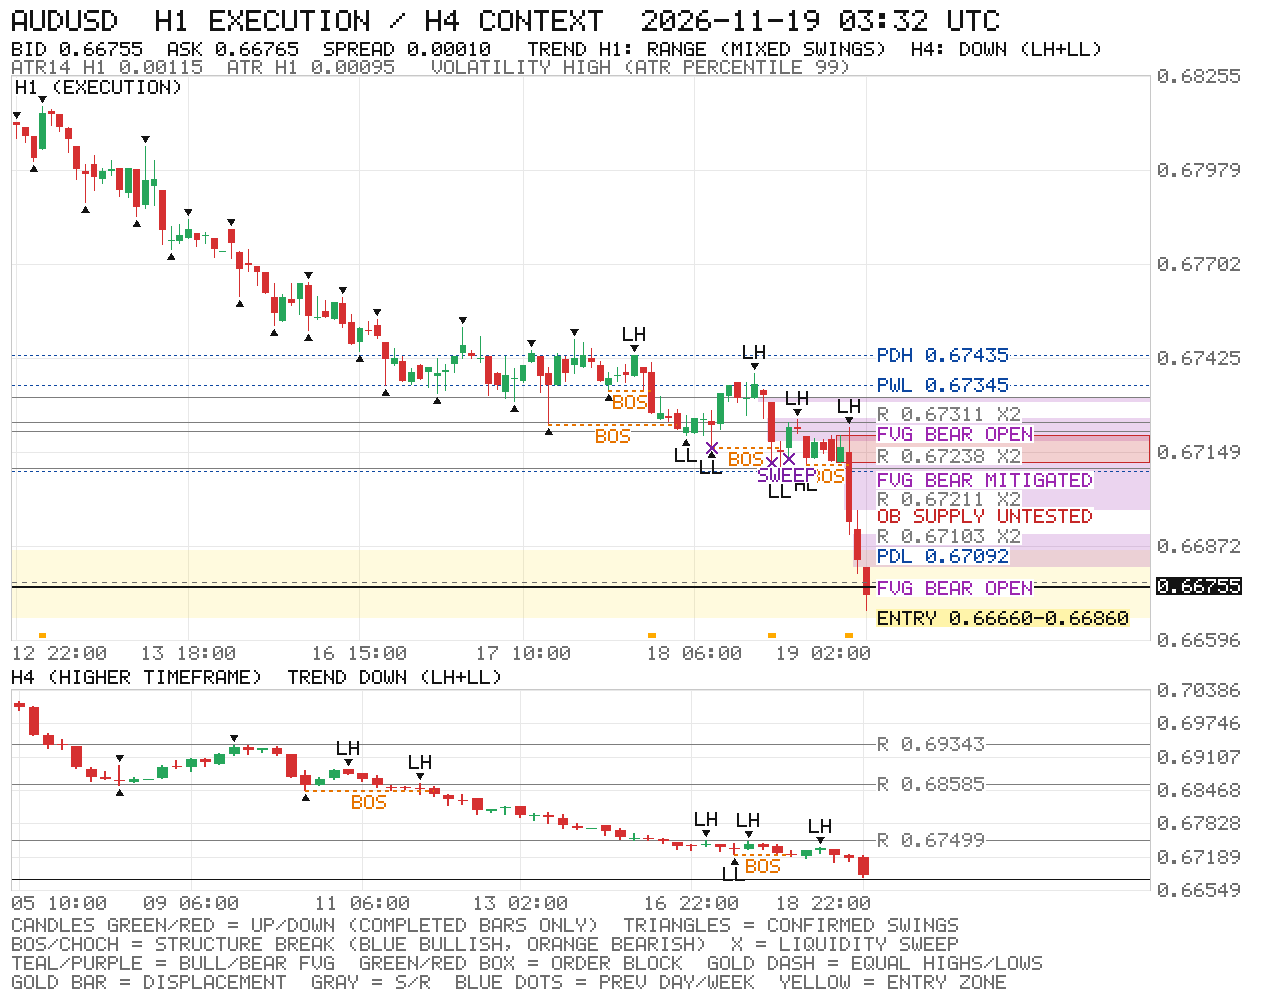 AUDUSD  H1 EXECUTION / H4 CONTEXT  2026-11-19 03:32 UTC
BID 0.66755  ASK 0.66765  SPREAD 0.00010  TREND H1: RANGE (MIXED SWINGS)  H4: DOWN (LH+LL)
ATR14 H1 0.00115  ATR H1 0.00095  VOLATILITY HIGH (ATR PERCENTILE 99)
H1 (EXECUTION)
0.68255
0.67979
0.67702
LH
LH
PDH 0.67435
0.67425
PWL 0.67345
BOS
LH
LH
R 0.67311 X2
BOS
FVG BEAR OPEN
LL
LL
BOS
R 0.67238 X2
0.67149
SWEEP
BOS
LL
FVG BEAR MITIGATED
R 0.67211 X2
OB SUPPLY UNTESTED
R 0.67103 X2
0.66872
PDL 0.67092
FVG BEAR OPEN
0.66755
ENTRY 0.66660-0.66860
0.66596
12 22:00  13 18:00  16 15:00  17 10:00  18 06:00  19 02:00
H4 (HIGHER TIMEFRAME)  TREND DOWN (LH+LL)
0.70386
0.69746
R 0.69343
LH
LH
0.69107
R 0.68585
0.68468
BOS
LH
LH
LH
0.67828
R 0.67499
0.67189
LL
BOS
0.66549
05 10:00  09 06:00  11 06:00  13 02:00  16 22:00  18 22:00
CANDLES GREEN/RED = UP/DOWN (COMPLETED BARS ONLY)  TRIANGLES = CONFIRMED SWINGS
BOS/CHOCH = STRUCTURE BREAK (BLUE BULLISH, ORANGE BEARISH)  X = LIQUIDITY SWEEP
TEAL/PURPLE = BULL/BEAR FVG  GREEN/RED BOX = ORDER BLOCK  GOLD DASH = EQUAL HIGHS/LOWS
GOLD BAR = DISPLACEMENT  GRAY = S/R  BLUE DOTS = PREV DAY/WEEK  YELLOW = ENTRY ZONE